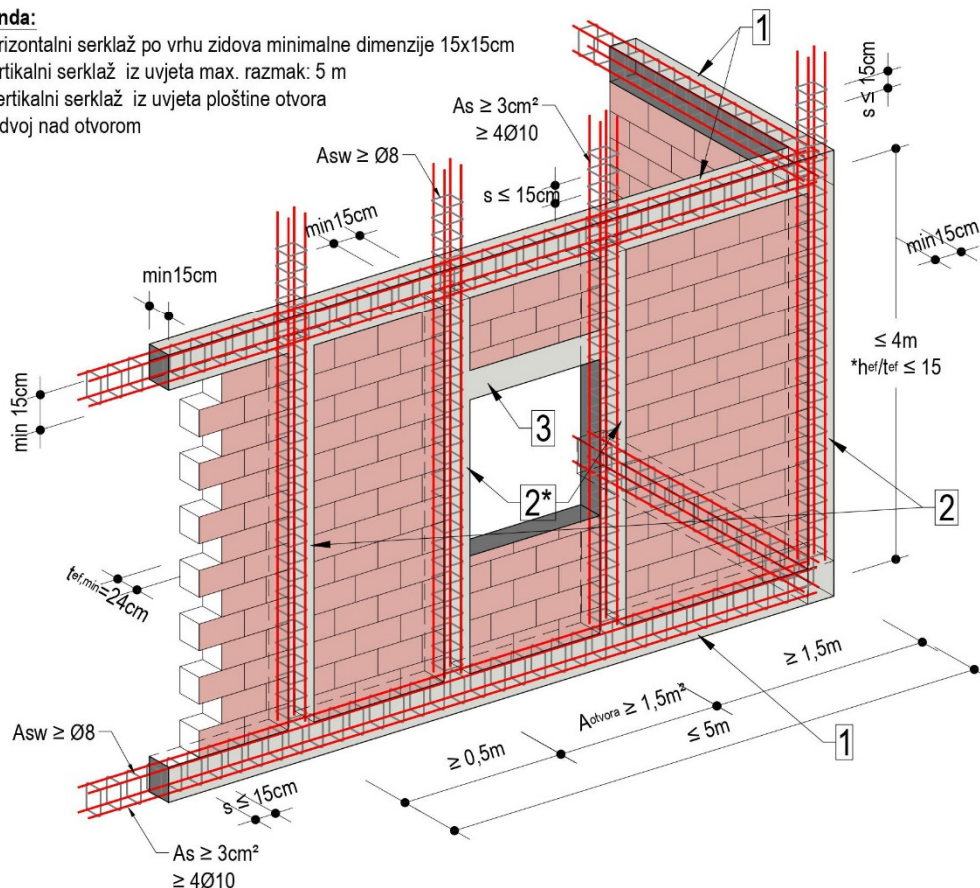 nda:
rizontalni serklaž po vrhu zidova minimalne dimenzije 15x15cm
rtikalni serklaž iz uvjeta max. razmak: 5 m
ertikalni serklaž iz uvjeta ploštine otvora
dvoj nad otvorom
1
s ≤ 15cm
As ≥ 3cm²
≥ 4Ø10
Asw ≥ Ø8
s ≤ 15cm
min15cm
min15cm
min15cm
≤ 4m
*hef/tef ≤ 15
min 15cm
3
2*
2
tef,min=24cm
≥ 1,5m
Aotvora ≥ 1,5m²
≤ 5m
≥ 0,5m
1
Asw ≥ Ø8
s ≤ 15cm
As ≥ 3cm²
≥ 4Ø10